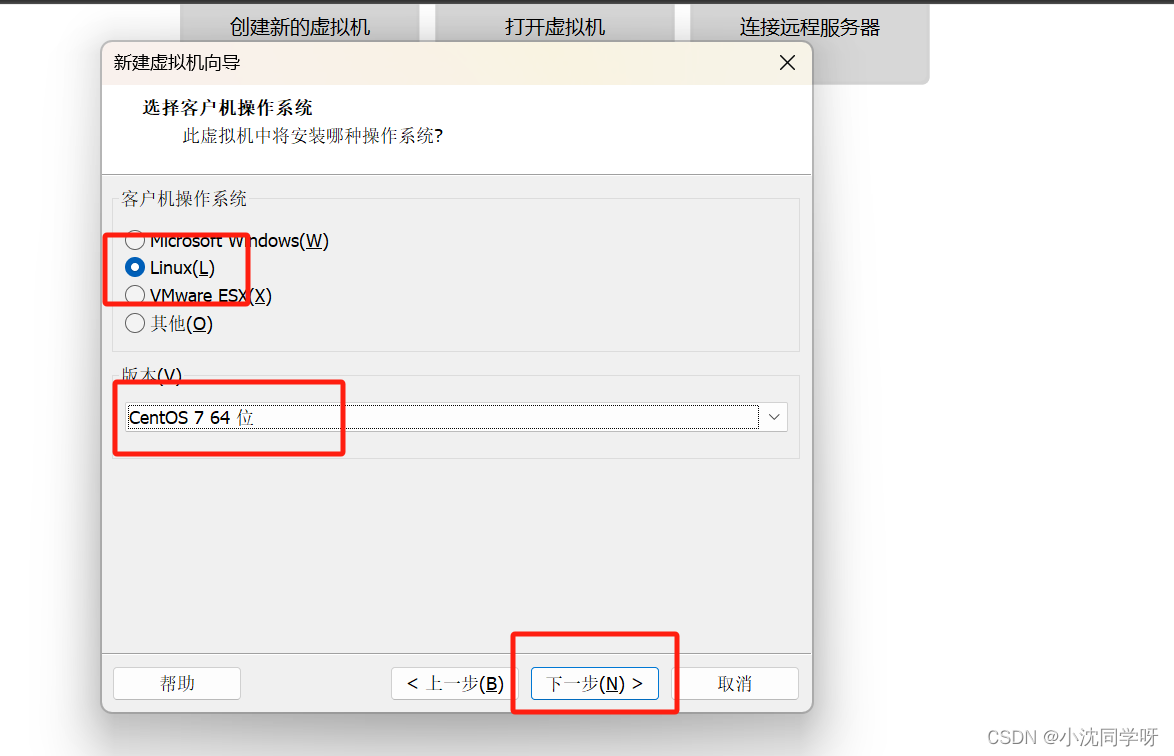 创建新的虚拟机 打开虚拟机 连接远程服务器
新建虚拟机向导
选择客户机操作系统
此虚拟机中将安装哪种操作系统?
客户机操作系统
Microsoft Windows(W)
Linux(L)
VMware ESX(X)
其他(O)
版本(V)
CentOS 7 64 位
帮助 < 上一步(B) 下一步(N) > 取消
CSDN @小沈同学呀